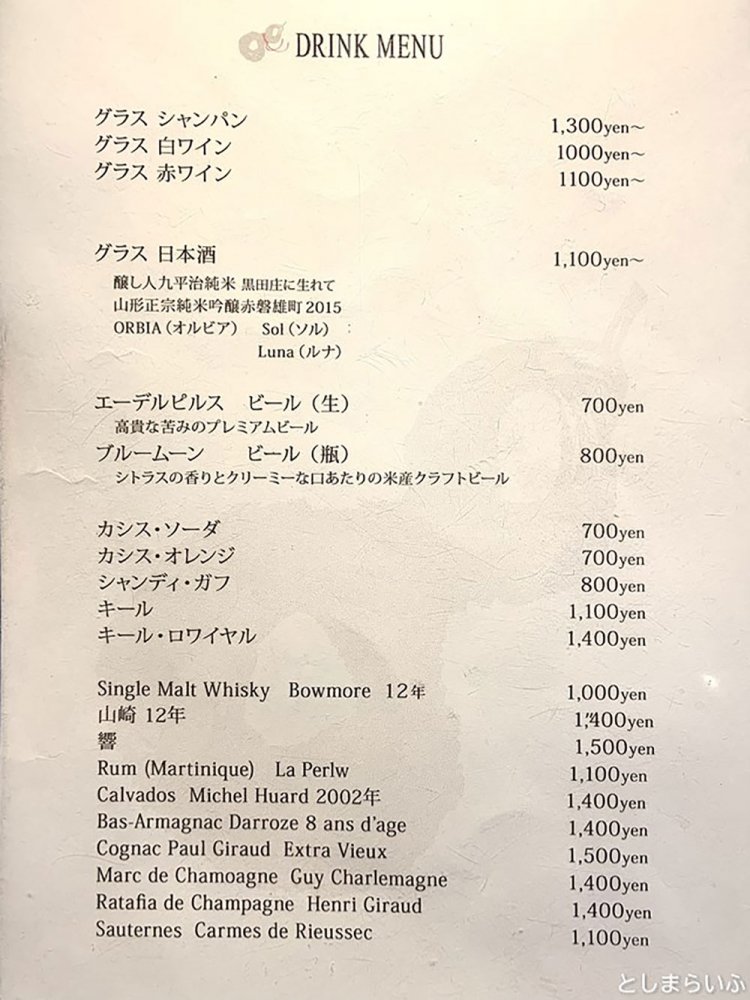 DRINK MENU
グラス シャンパン 1,300yen~
グラス 白ワイン 1000yen~
グラス 赤ワイン 1100yen~
グラス 日本酒 1,100yen~
醸し人九平治純米 黒田庄に生れて
山形正宗純米吟醸赤磐雄町2015
ORBIA(オルビア) Sol(ソル)
Luna(ルナ)
エーデルピルス ビール(生) 700yen
高貴な苦みのプレミアムビール
ブルームーン ビール(瓶) 800yen
シトラスの香りとクリーミーな口あたりの米産クラフトビール
カシス・ソーダ 700yen
カシス・オレンジ 700yen
シャンディ・ガフ 800yen
キール 1,100yen
キール・ロワイヤル 1,400yen
Single Malt Whisky Bowmore 12年 1,000yen
山崎 12年 1,400yen
響 1,500yen
Rum (Martinique) La Perlw 1,100yen
Calvados Michel Huard 2002年 1,400yen
Bas-Armagnac Darroze 8 ans d'age 1,400yen
Cognac Paul Giraud Extra Vieux 1,500yen
Marc de Chamoagne Guy Charlemagne 1,400yen
Ratafia de Champagne Henri Giraud 1,400yen
Sauternes Carmes de Rieussec 1,100yen
としまらいふ